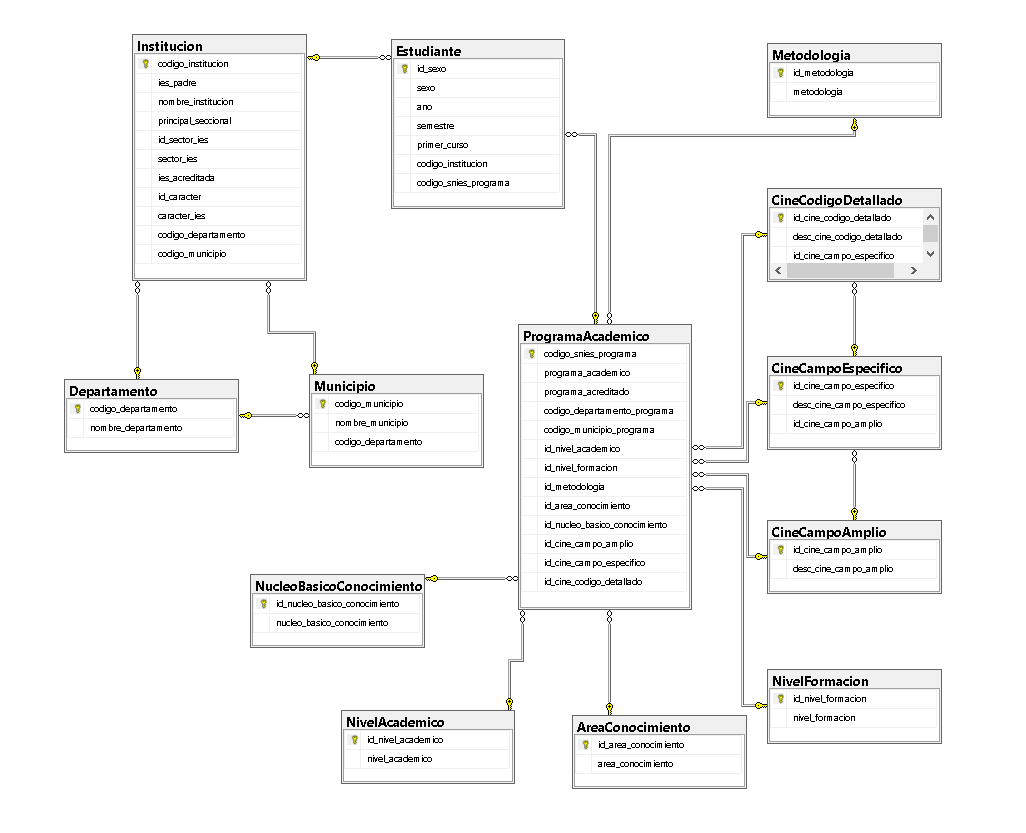 Institucion
codigo_institucion
ies_padre
nombre_institucion
principal_seccional
id_sector_ies
sector_ies
ies_acreditada
id_caracter
caracter_ies
codigo_departamento
codigo_municipio
Estudiante
id_sexo
sexo
ano
semestre
primer_curso
codigo_institucion
codigo_snies_programa
Metodologia
id_metodologia
metodologia
CineCodigoDetallado
id_cine_codigo_detallado
desc_cine_codigo_detallado
id_cine_campo_especifico
ProgramaAcademico
codigo_snies_programa
programa_academico
programa_acreditado
codigo_departamento_programa
codigo_municipio_programa
id_nivel_academico
id_nivel_formacion
id_metodologia
id_area_conocimiento
id_nucleo_basico_conocimiento
id_cine_campo_amplio
id_cine_campo_especifico
id_cine_codigo_detallado
CineCampoEspecifico
id_cine_campo_especifico
desc_cine_campo_especifico
id_cine_campo_amplio
Departamento
codigo_departamento
nombre_departamento
Municipio
codigo_municipio
nombre_municipio
codigo_departamento
CineCampoAmplio
id_cine_campo_amplio
desc_cine_campo_amplio
NucleoBasicoConocimiento
id_nucleo_basico_conocimiento
nucleo_basico_conocimiento
NivelFormacion
id_nivel_formacion
nivel_formacion
NivelAcademico
id_nivel_academico
nivel_academico
AreaConocimiento
id_area_conocimiento
area_conocimiento